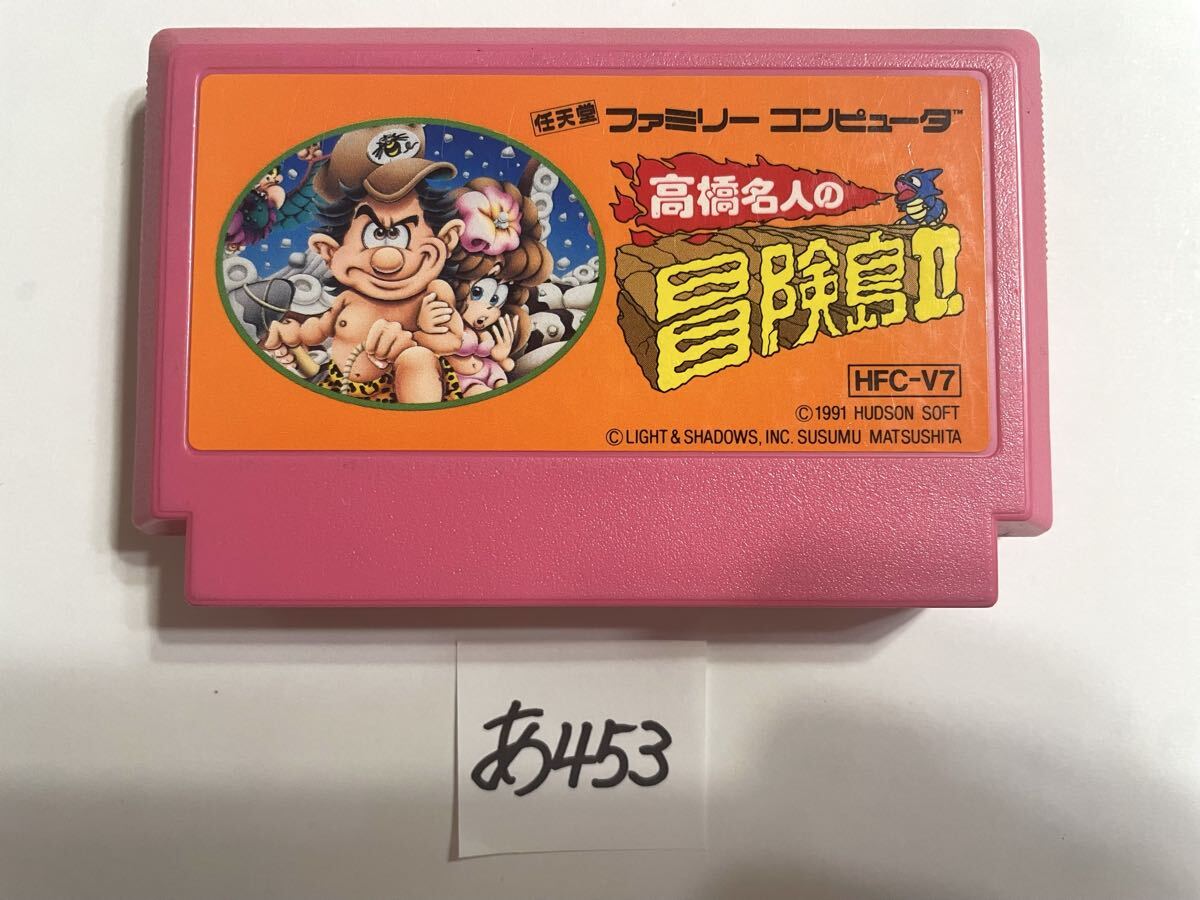 任天堂 ファミリー コンピュータ™
高橋名人の
冒険島II
HFC-V7
© 1991 HUDSON SOFT
© LIGHT & SHADOWS, INC. SUSUMU MATSUSHITA
あ453